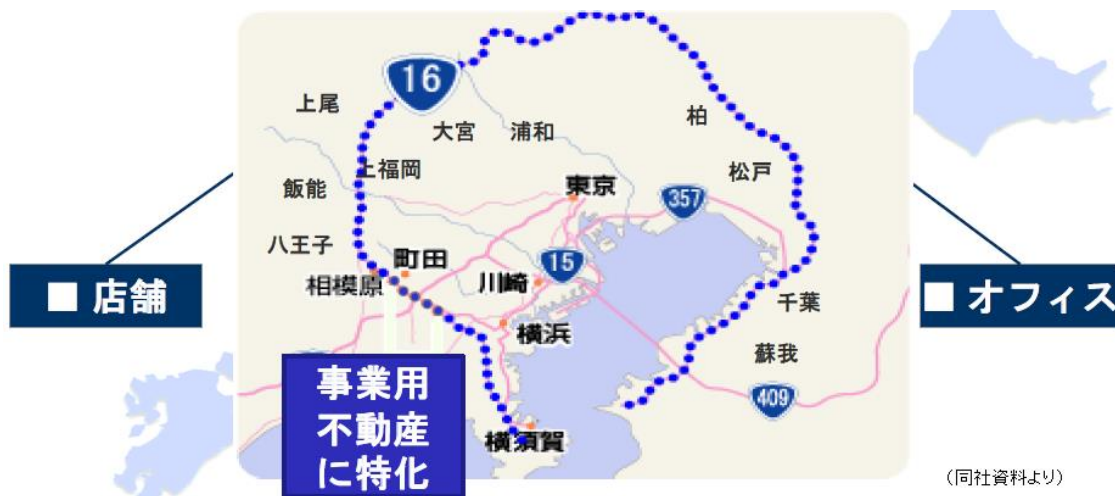 16
上尾
大宮
浦和
柏
上福岡
松戸
飯能
東京
357
八王子
町田
15
■ 店舗
相模原
川崎
■ オフィス
千葉
横浜
蘇我
事業用
不動産
に特化
409
横須賀
（同社資料より）